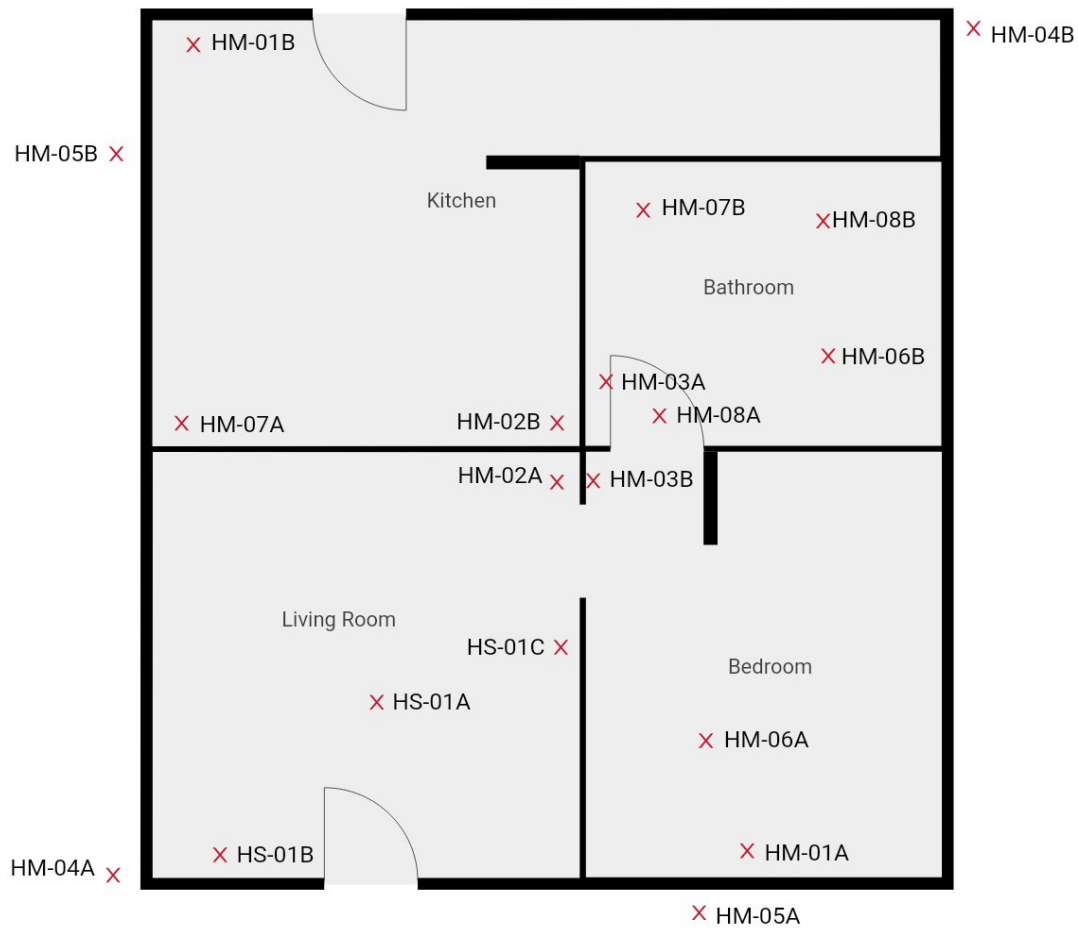 HM-01B
HM-04B
HM-05B
Kitchen
HM-07B
HM-08B
Bathroom
HM-06B
HM-03A
HM-08A
HM-07A
HM-02B
HM-02A
HM-03B
Living Room
HS-01C
Bedroom
HS-01A
HM-06A
HS-01B
HM-01A
HM-04A
HM-05A